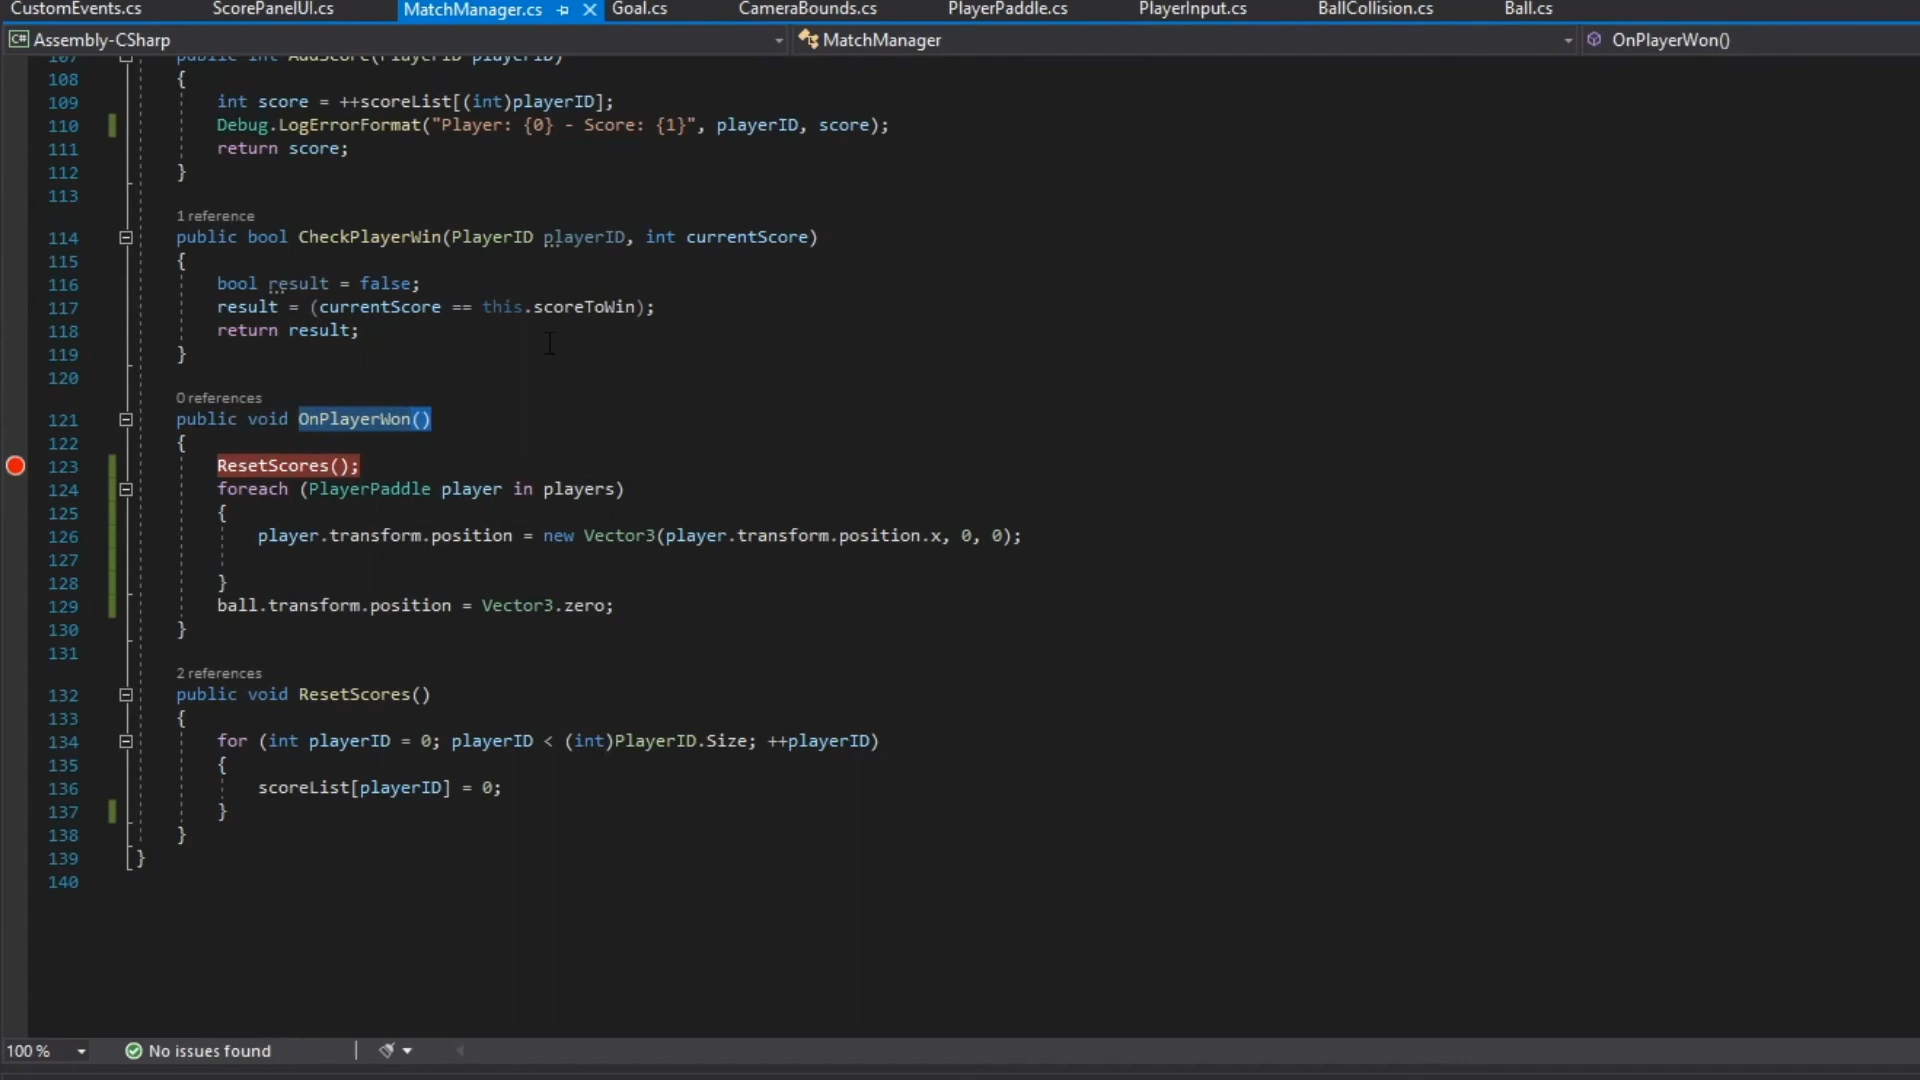 CustomEvents.cs ScorePanelUI.cs MatchManager.cs Goal.cs CameraBounds.cs PlayerPaddle.cs PlayerInput.cs BallCollision.cs Ball.cs
C# Assembly-CSharp MatchManager OnPlayerWon()
107 public int AddScore(PlayerID playerID)
108 {
109 int score = ++scoreList[(int)playerID];
110 Debug.LogErrorFormat("Player: {0} - Score: {1}", playerID, score);
111 return score;
112 }
113
1 reference
114 public bool CheckPlayerWin(PlayerID playerID, int currentScore)
115 {
116 bool result = false;
117 result = (currentScore == this.scoreToWin);
118 return result;
119 }
120
0 references
121 public void OnPlayerWon()
122 {
123 ResetScores();
124 foreach (PlayerPaddle player in players)
125 {
126 player.transform.position = new Vector3(player.transform.position.x, 0, 0);
127
128 }
129 ball.transform.position = Vector3.zero;
130 }
131
2 references
132 public void ResetScores()
133 {
134 for (int playerID = 0; playerID < (int)PlayerID.Size; ++playerID)
135 {
136 scoreList[playerID] = 0;
137 }
138 }
139 }
140
100 % No issues found